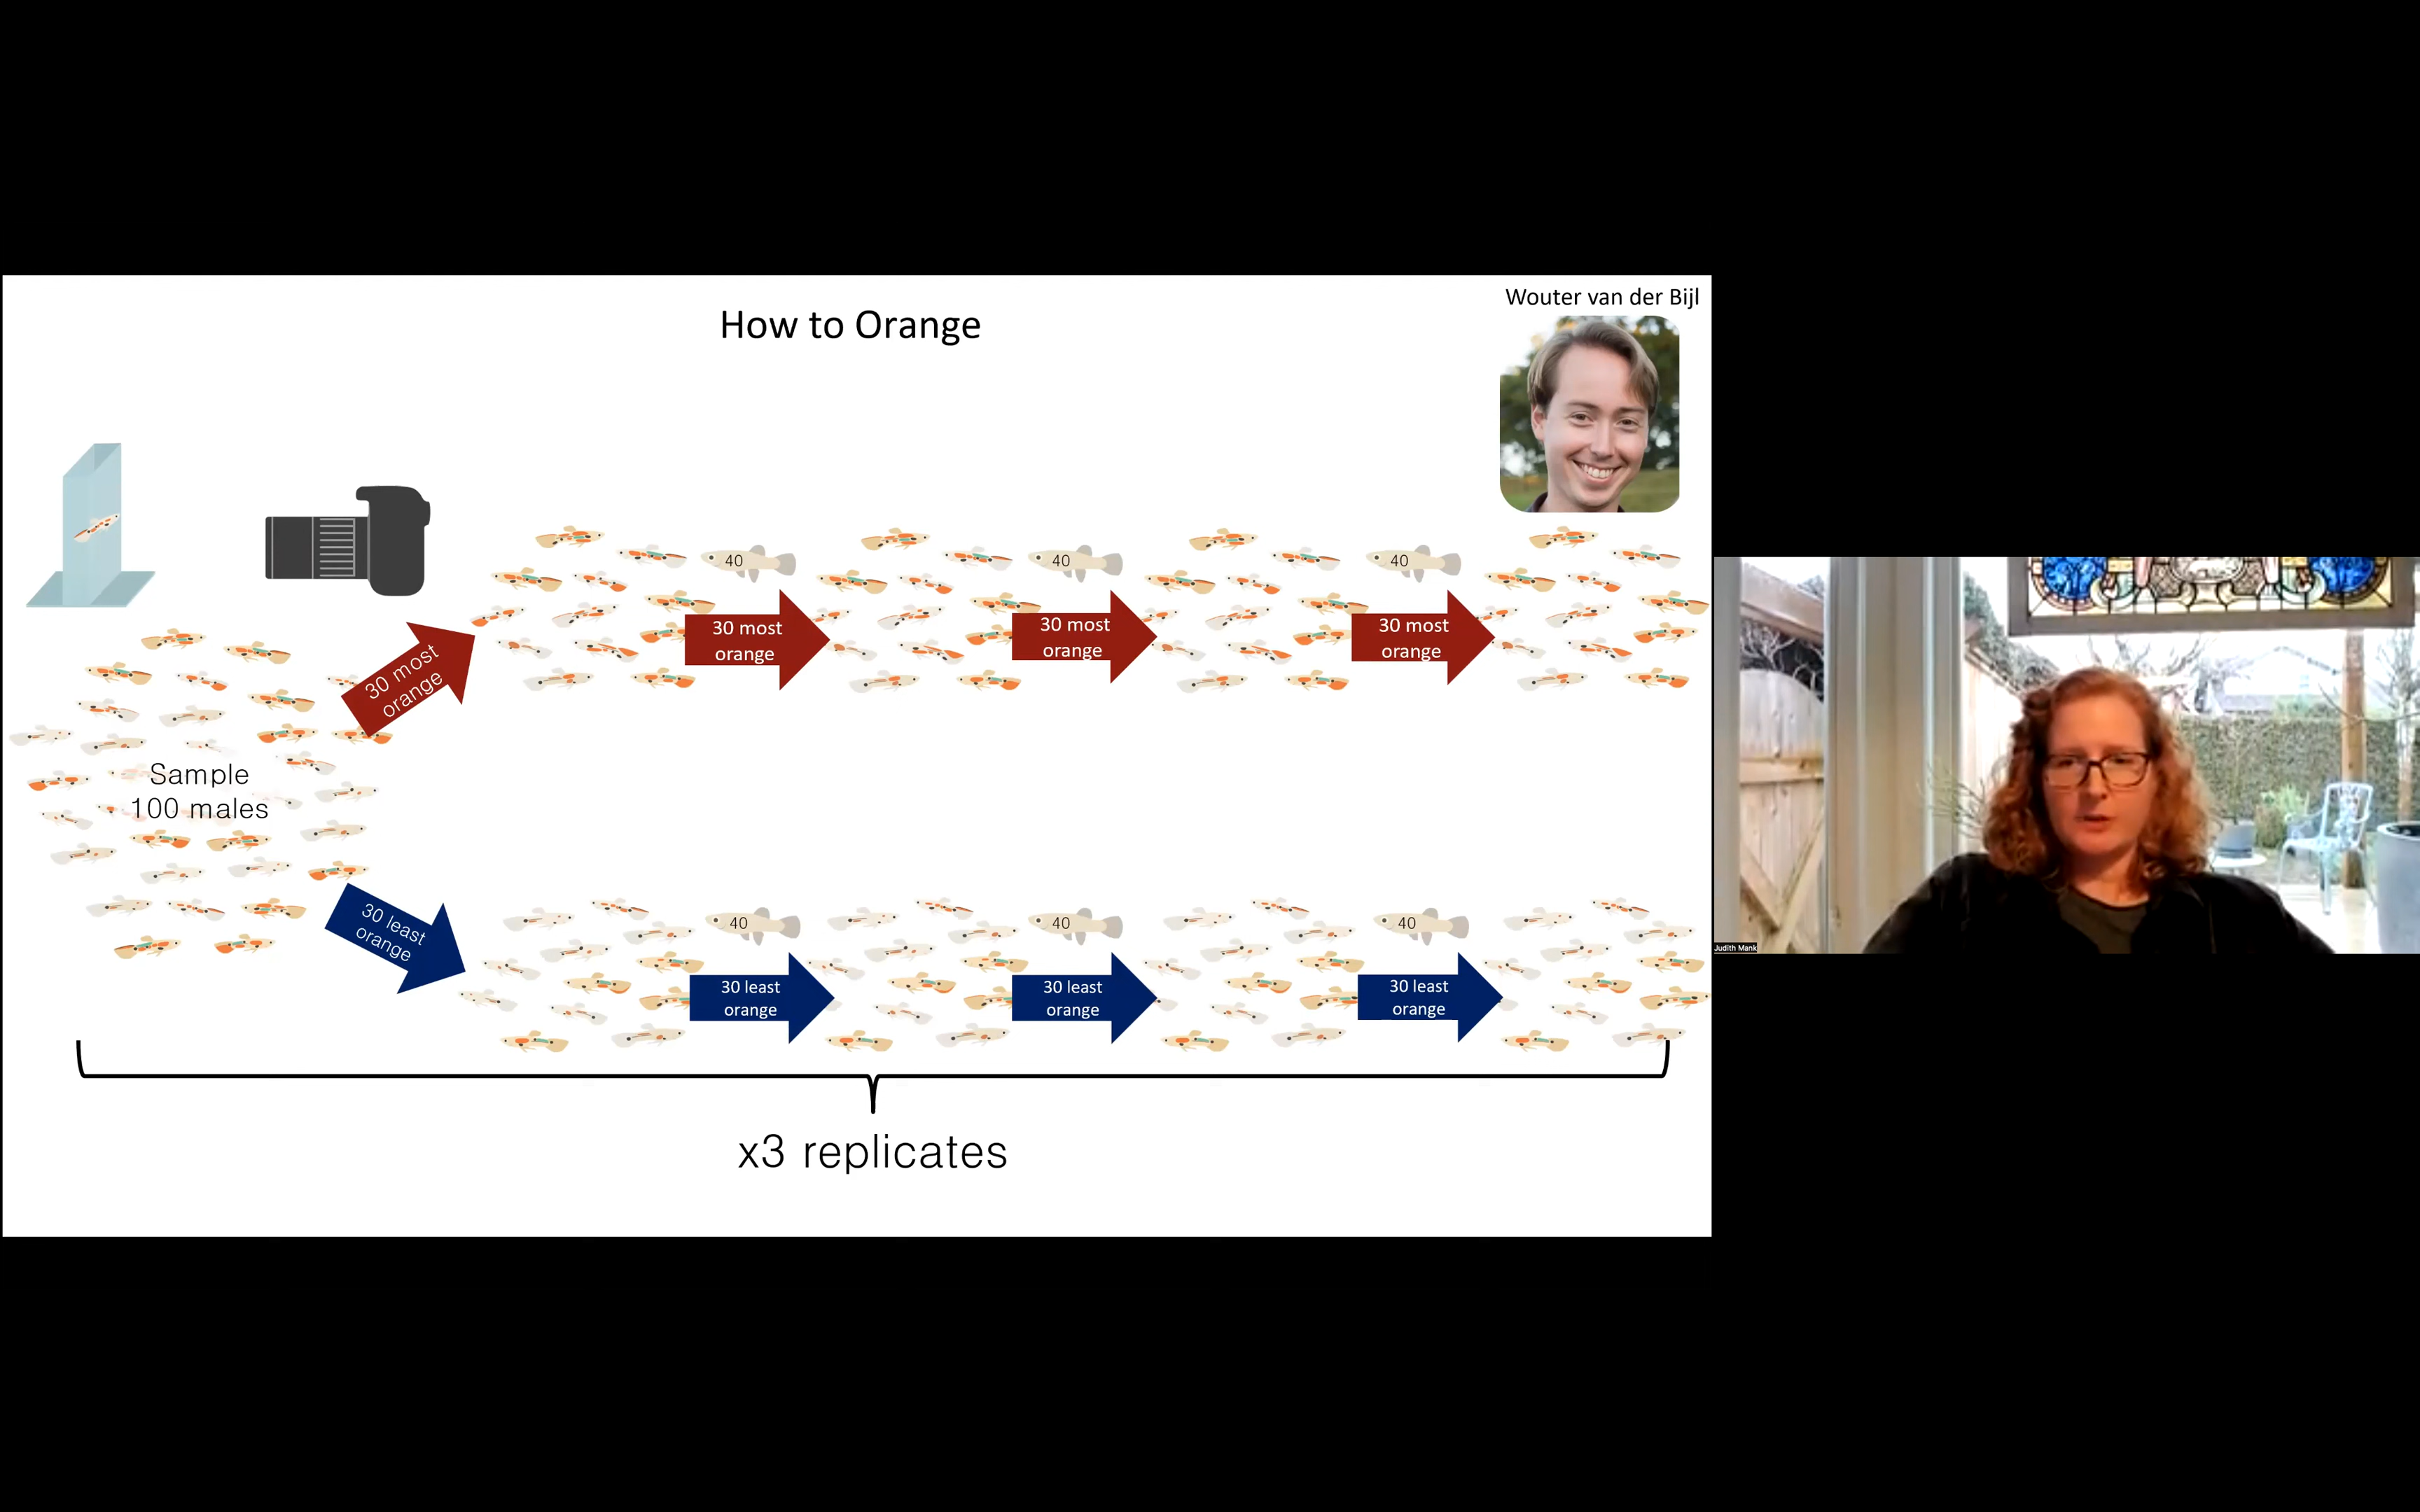 How to Orange
Wouter van der Bijl
40
40
40
30 most
orange
30 most
orange
30 most
orange
30 most
orange
Sample
100 males
30 least
orange
40
40
40
30 least
orange
30 least
orange
30 least
orange
x3 replicates
Judith Mank